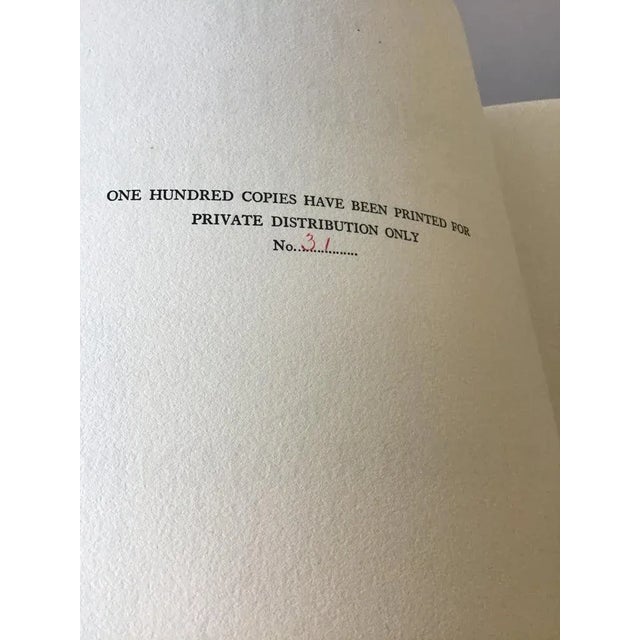 ONE HUNDRED COPIES HAVE BEEN PRINTED FOR
PRIVATE DISTRIBUTION ONLY
No....31................